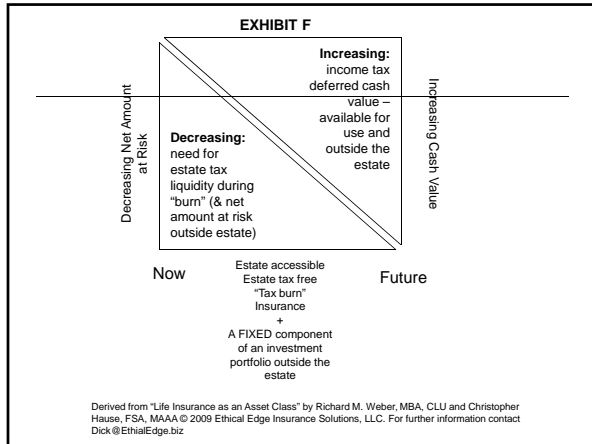 EXHIBIT F
Increasing:
income tax
deferred cash
value –
available for
use and
outside the
estate
Decreasing Net Amount
at Risk
Decreasing:
need for
estate tax
liquidity during
"burn" (& net
amount at risk
outside estate)
Increasing Cash Value
Now
Future
Estate accessible
Estate tax free
"Tax burn"
Insurance
+
A FIXED component
of an investment
portfolio outside the
estate
Derived from "Life Insurance as an Asset Class" by Richard M. Weber, MBA, CLU and Christopher
Hause, FSA, MAAA © 2009 Ethical Edge Insurance Solutions, LLC. For further information contact
Dick@EthialEdge.biz